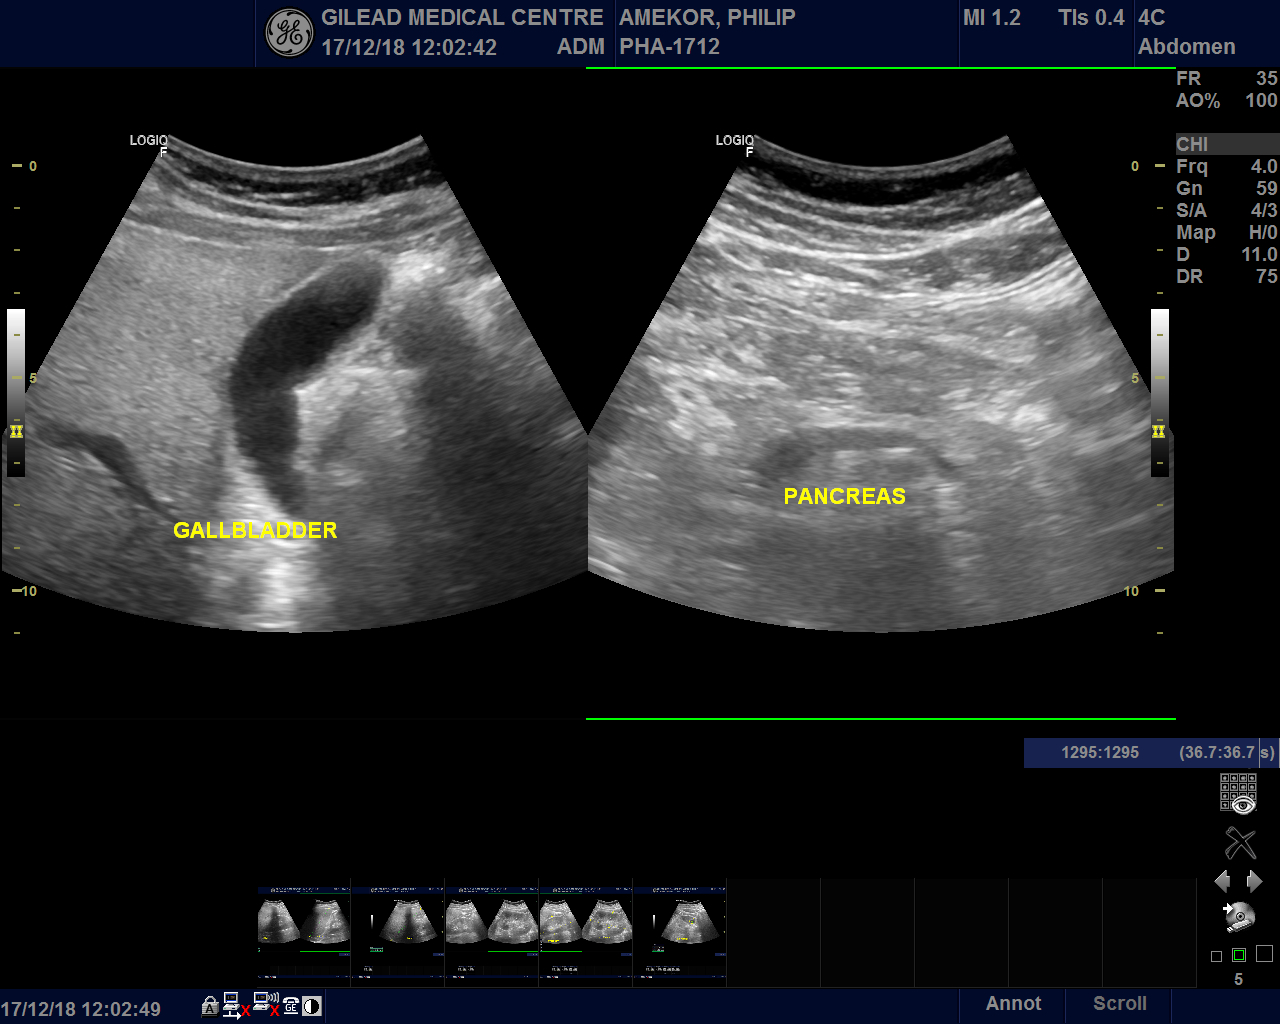 GILEAD MEDICAL CENTRE
17/12/18 12:02:42 ADM
AMEKOR, PHILIP
PHA-1712
MI 1.2 TIs 0.4
4C
Abdomen
FR 35
AO% 100
CHI
Frq 4.0
Gn 59
S/A 4/3
Map H/0
D 11.0
DR 75
LOGIQ
F
0
5
10
GALLBLADDER
LOGIQ
F
0
5
10
PANCREAS
1295:1295 (36.7:36.7 s)
5
17/12/18 12:02:49
Annot
Scroll